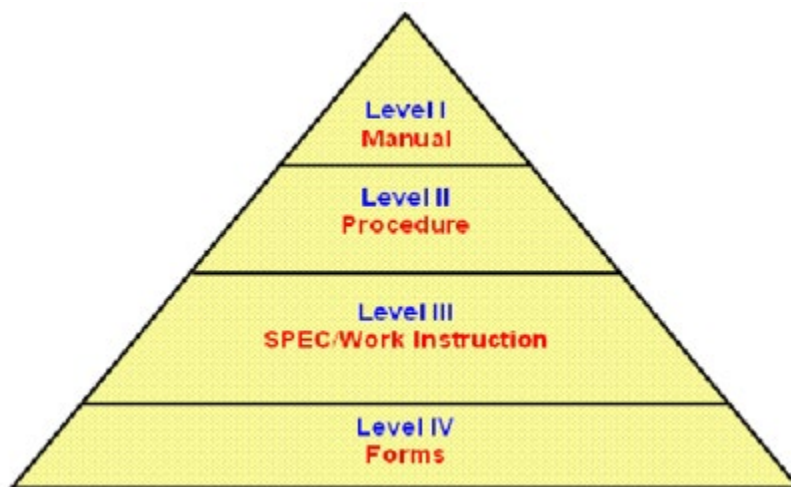 Level I
Manual
Level II
Procedure
Level III
SPEC/Work Instruction
Level IV
Forms